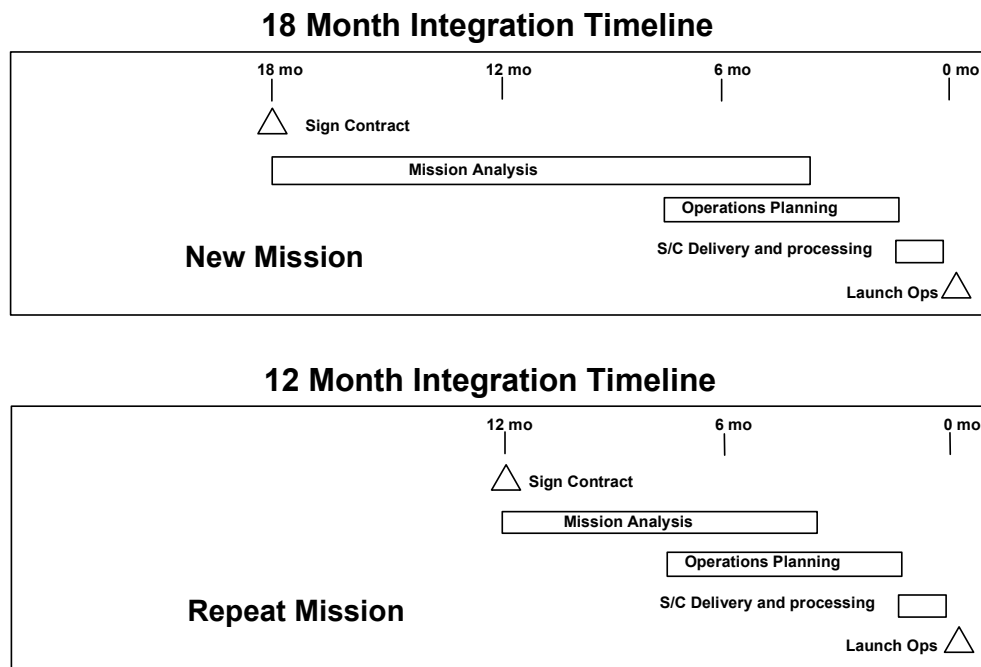 18 Month Integration Timeline
18 mo 12 mo 6 mo 0 mo
Sign Contract
Mission Analysis
Operations Planning
S/C Delivery and processing
New Mission
Launch Ops
12 Month Integration Timeline
12 mo 6 mo 0 mo
Sign Contract
Mission Analysis
Operations Planning
S/C Delivery and processing
Repeat Mission
Launch Ops